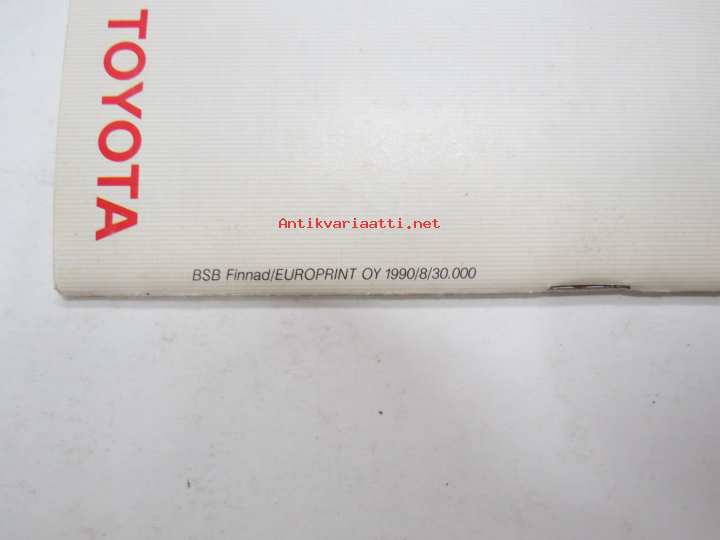 TOYOTA
Antikvariaatti.net
BSB Finnad/EUROPRINT OY 1990/8/30.000